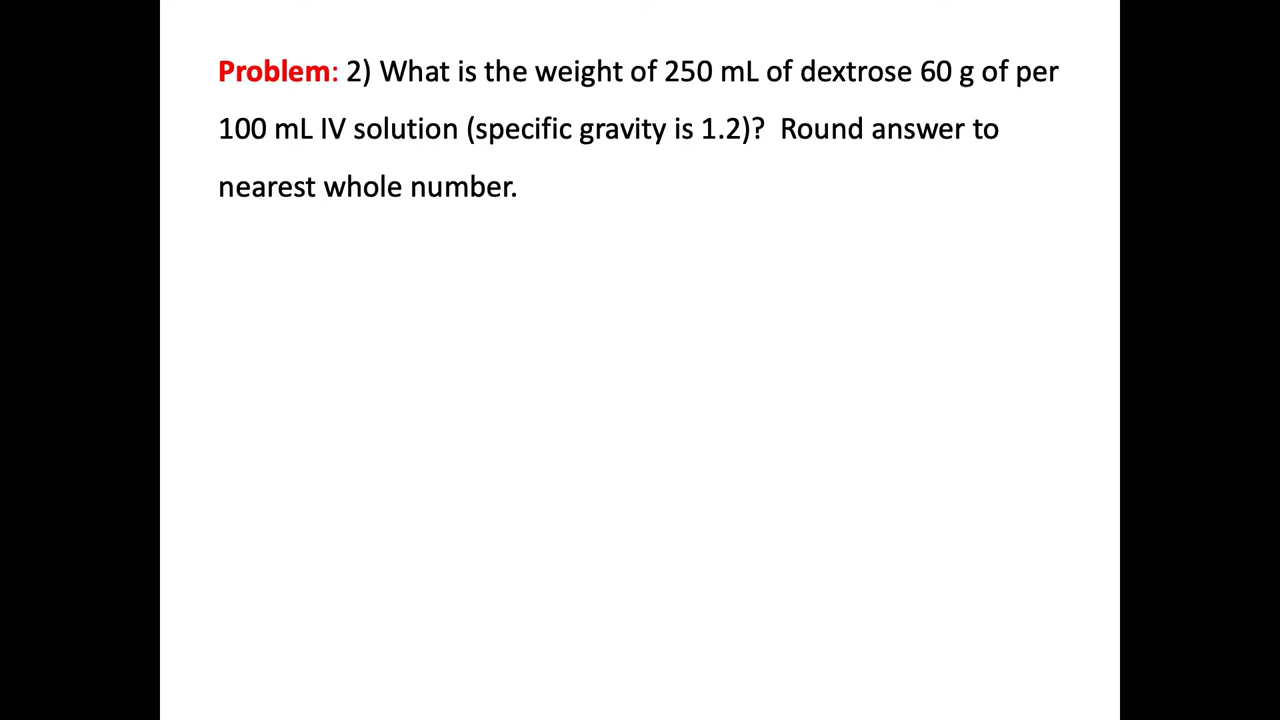 Problem: 2) What is the weight of 250 mL of dextrose 60 g of per
100 mL IV solution (specific gravity is 1.2)?  Round answer to
nearest whole number.